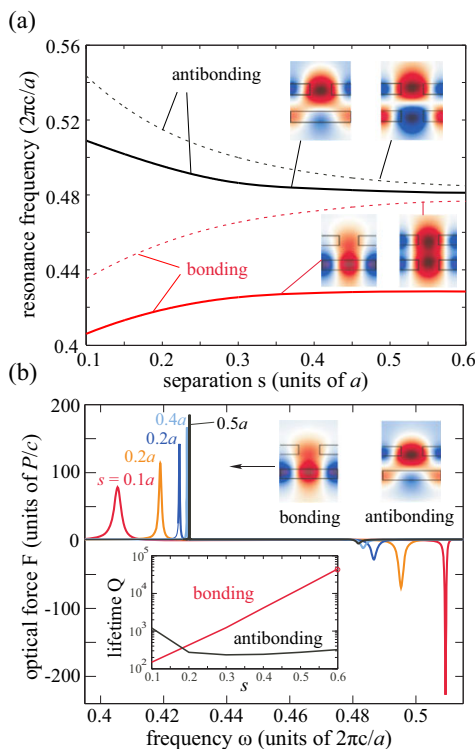 (a)
0.56
0.52
0.48
0.44
0.4
resonance frequency (2πc/a)
antibonding
bonding
0.1 0.2 0.3 0.4 0.5 0.6
separation s (units of a)
(b)
200
100
0
-100
-200
optical force F (units of P/c)
0.4a
0.2a
0.5a
0.2a
s = 0.1a
bonding
antibonding
10^5
10^4
10^3
10^2
lifetime Q
bonding
antibonding
0.1 0.2 0.3 0.4 0.5 0.6
s
0.4 0.42 0.44 0.46 0.48 0.5
frequency ω (units of 2πc/a)